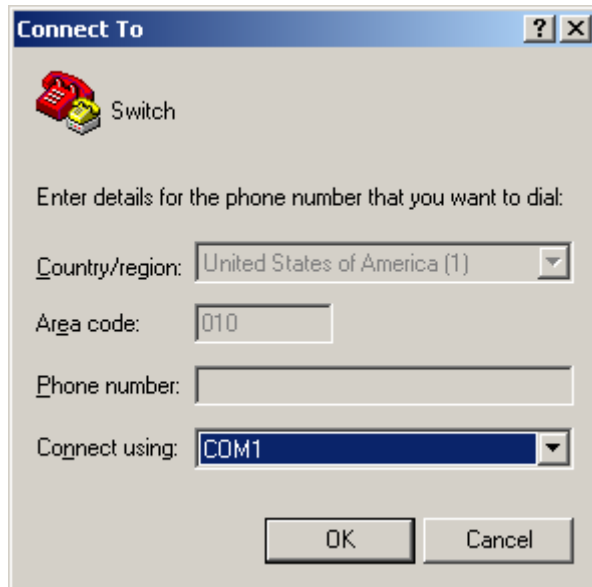 Connect To
Switch
Enter details for the phone number that you want to dial:
Country/region: United States of America (1)
Area code: 010
Phone number:
Connect using: COM1
OK Cancel